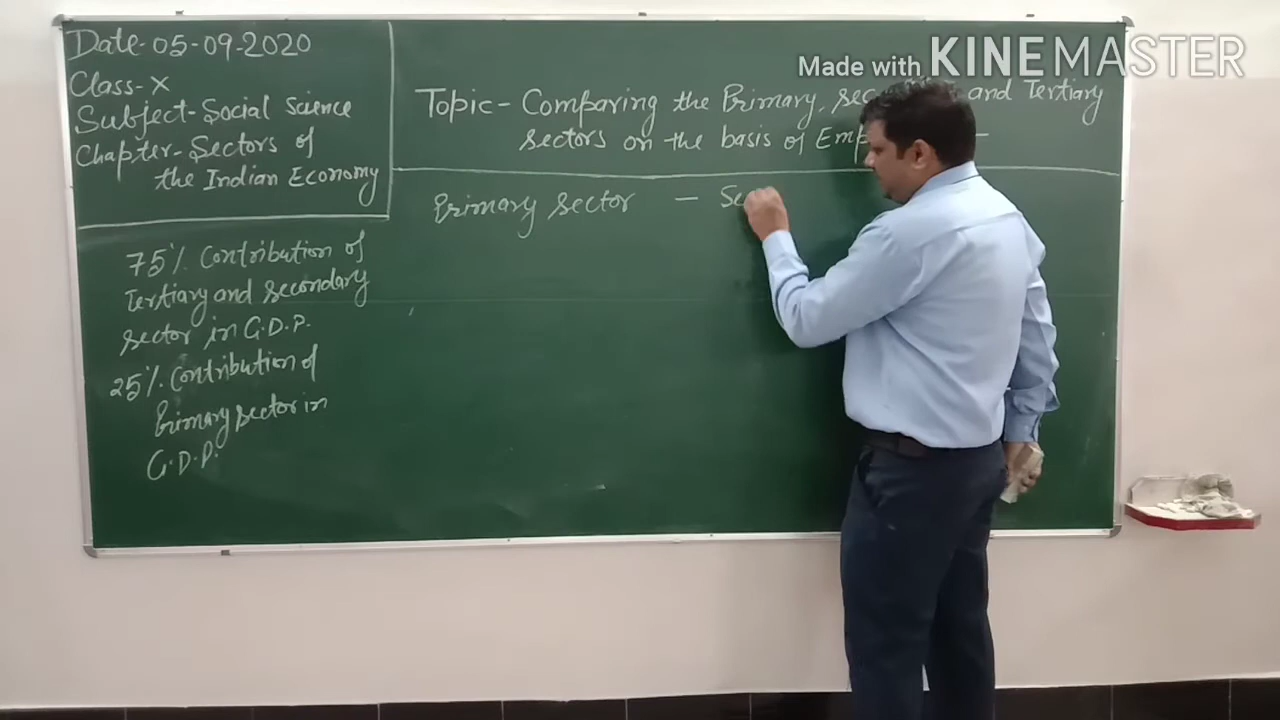 Made with KINEMASTER
Date-05-09-2020
Class-X
Subject-Social Science
Chapter-Sectors of
the Indian Economy
Topic- Comparing the Primary, and Tertiary
sectors on the basis of
Primary sector -
75% Contribution of
Tertiary and secondary
sector in G.D.P.
25% Contribution of
Primary sector in
G.D.P.